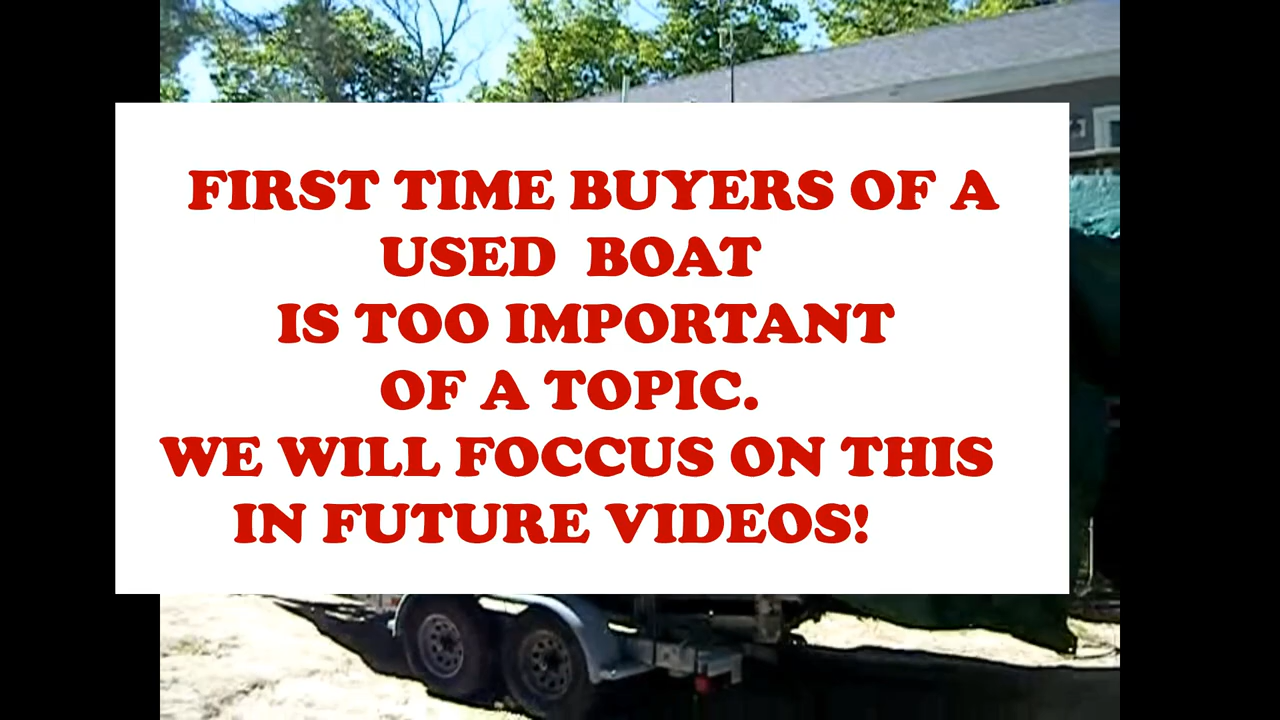 FIRST TIME BUYERS OF A
USED BOAT
IS TOO IMPORTANT
OF A TOPIC.
WE WILL FOCCUS ON THIS
IN FUTURE VIDEOS!